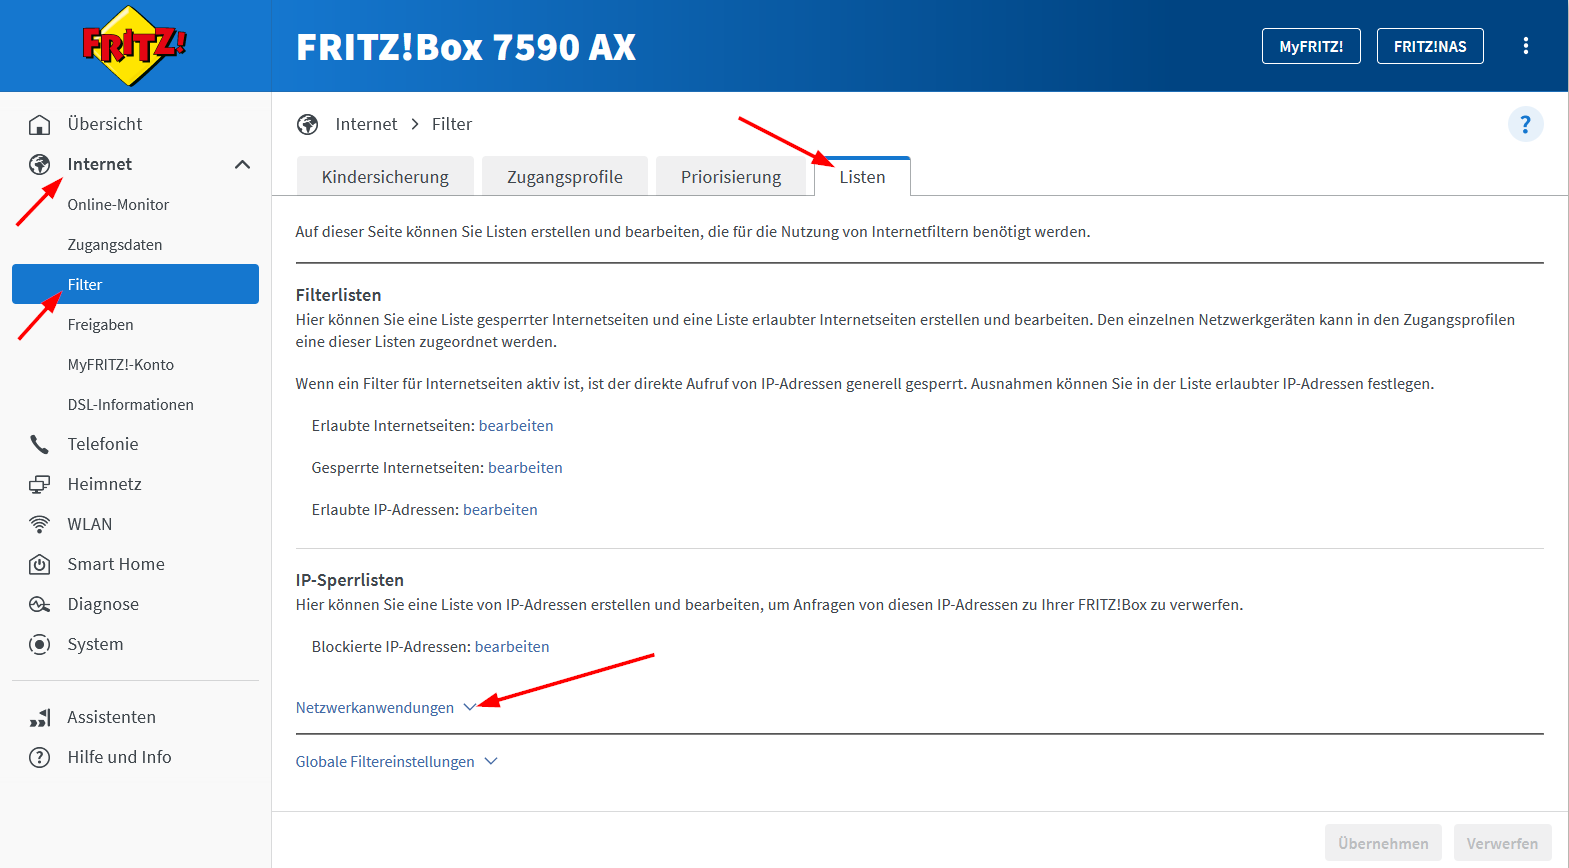 FRITZ!
FRITZ!Box 7590 AX
MyFRITZ!
FRITZ!NAS
Übersicht
Internet
Online-Monitor
Zugangsdaten
Filter
Freigaben
MyFRITZ!-Konto
DSL-Informationen
Telefonie
Heimnetz
WLAN
Smart Home
Diagnose
System
Assistenten
Hilfe und Info
Internet > Filter
?
Kindersicherung
Zugangsprofile
Priorisierung
Listen
Auf dieser Seite können Sie Listen erstellen und bearbeiten, die für die Nutzung von Internetfiltern benötigt werden.
Filterlisten
Hier können Sie eine Liste gesperrter Internetseiten und eine Liste erlaubter Internetseiten erstellen und bearbeiten. Den einzelnen Netzwerkgeräten kann in den Zugangsprofilen
eine dieser Listen zugeordnet werden.
Wenn ein Filter für Internetseiten aktiv ist, ist der direkte Aufruf von IP-Adressen generell gesperrt. Ausnahmen können Sie in der Liste erlaubter IP-Adressen festlegen.
Erlaubte Internetseiten: bearbeiten
Gesperrte Internetseiten: bearbeiten
Erlaubte IP-Adressen: bearbeiten
IP-Sperrlisten
Hier können Sie eine Liste von IP-Adressen erstellen und bearbeiten, um Anfragen von diesen IP-Adressen zu Ihrer FRITZ!Box zu verwerfen.
Blockierte IP-Adressen: bearbeiten
Netzwerkanwendungen
Globale Filtereinstellungen
Übernehmen
Verwerfen